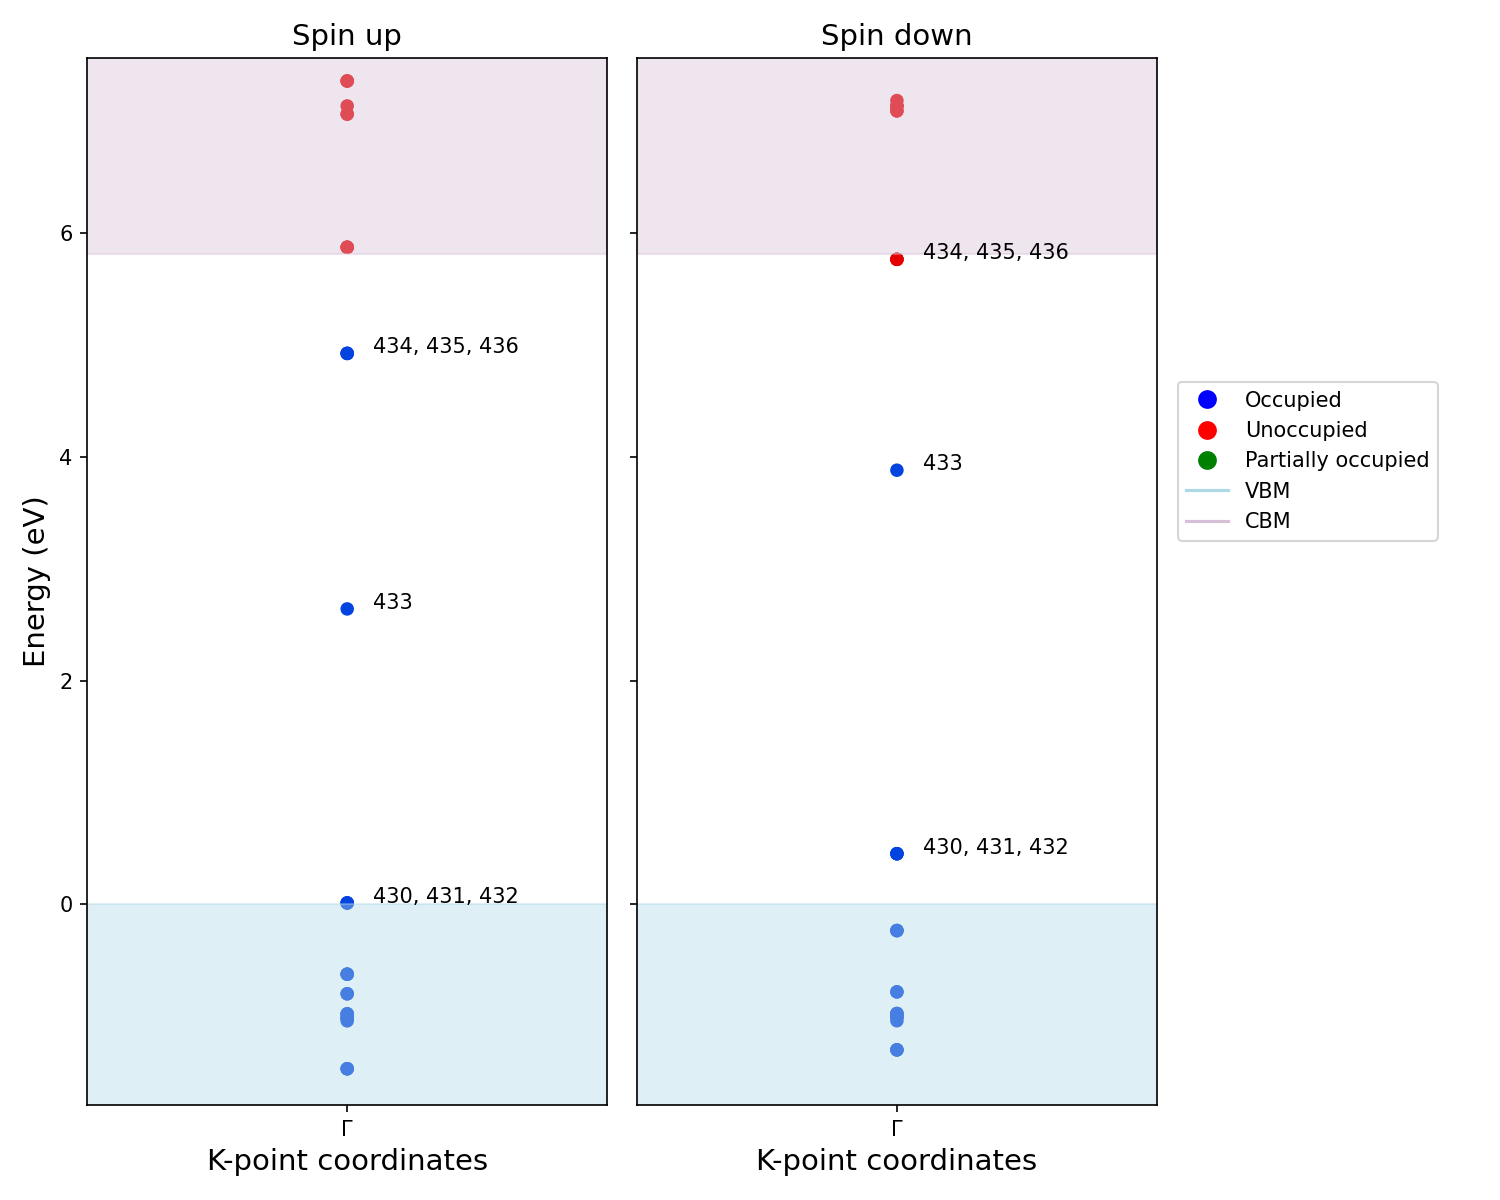 Spin up
Spin down
Energy (eV)
6
4
2
0
434, 435, 436
433
430, 431, 432
434, 435, 436
433
430, 431, 432
Γ
Γ
K-point coordinates
K-point coordinates
Occupied
Unoccupied
Partially occupied
VBM
CBM